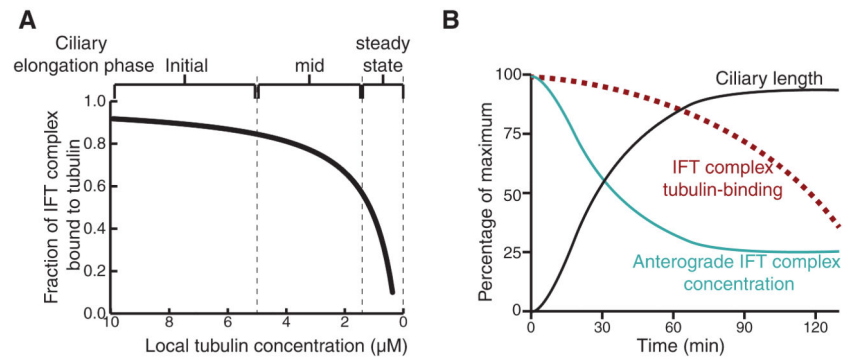 A
Ciliary
elongation phase
Initial
mid
steady
state
Fraction of IFT complex
bound to tubulin
1.0
0.8
0.6
0.4
0.2
0.0
10
8
6
4
2
0
Local tubulin concentration (µM)
B
Percentage of maximum
100
75
50
25
0
Ciliary length
IFT complex
tubulin-binding
Anterograde IFT complex
concentration
0
30
60
90
120
Time (min)